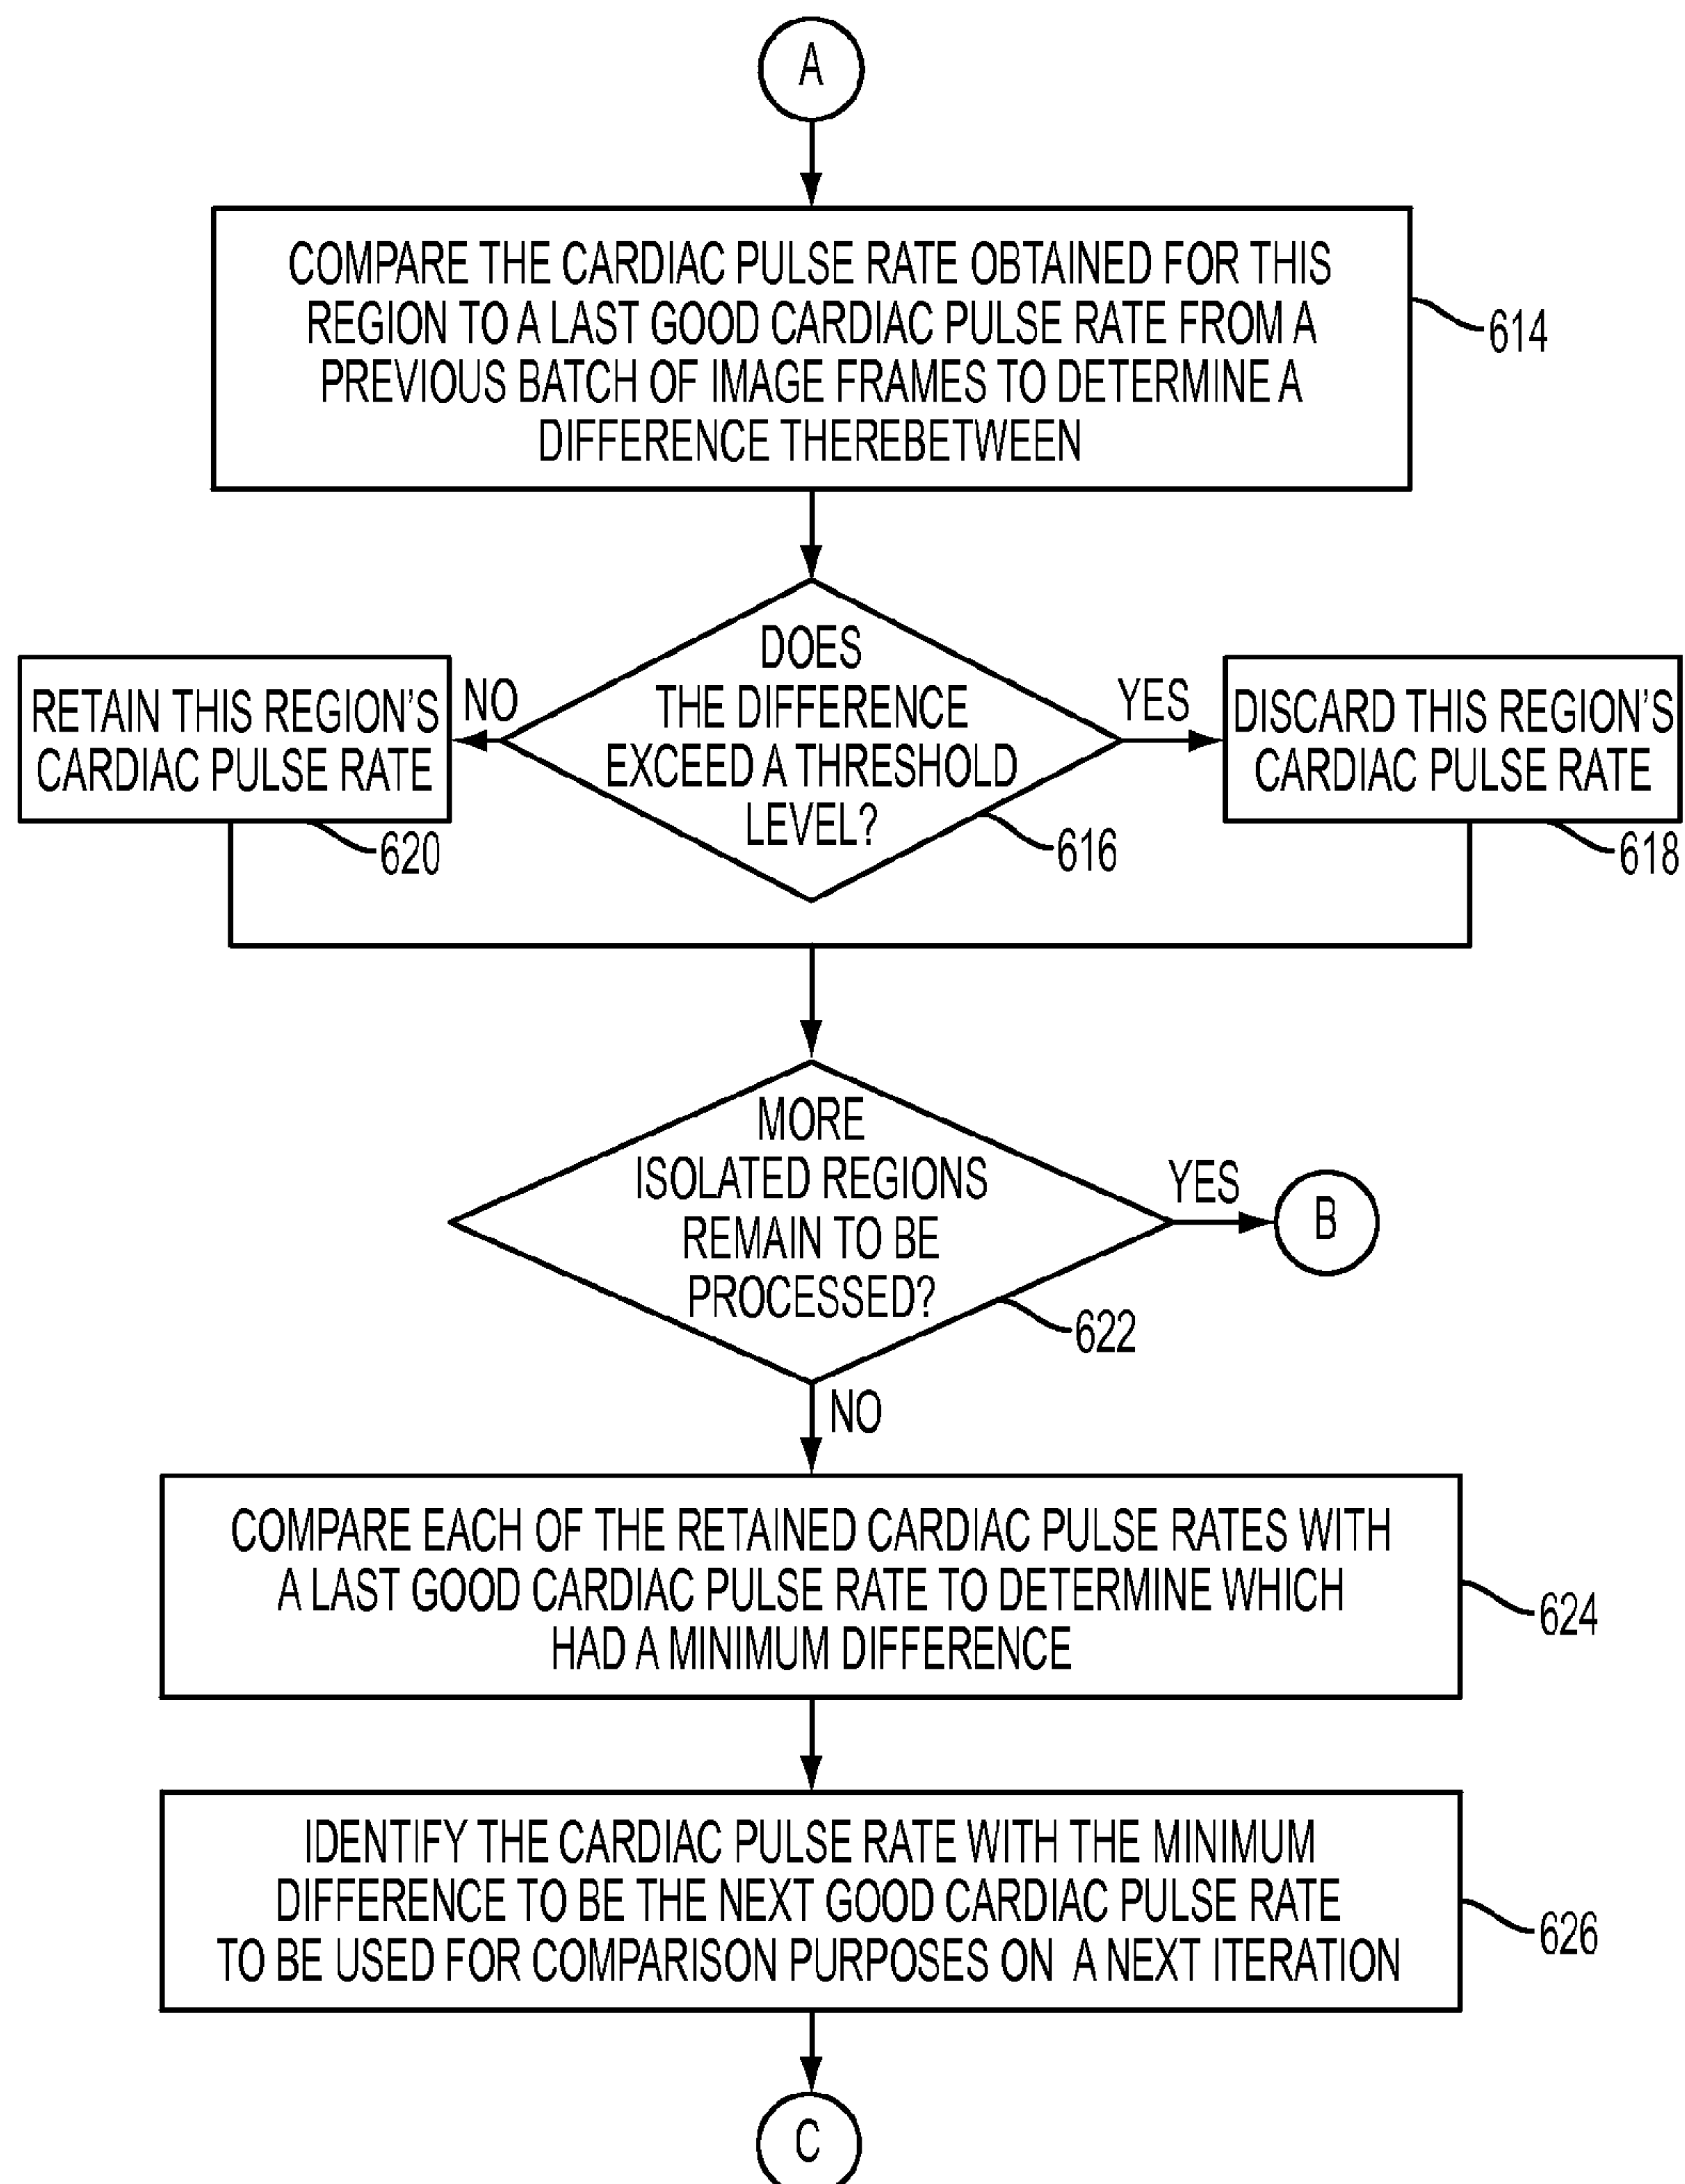 A
COMPARE THE CARDIAC PULSE RATE OBTAINED FOR THIS
REGION TO A LAST GOOD CARDIAC PULSE RATE FROM A
PREVIOUS BATCH OF IMAGE FRAMES TO DETERMINE A
DIFFERENCE THEREBETWEEN
614
DOES
THE DIFFERENCE
EXCEED A THRESHOLD
LEVEL?
616
NO
RETAIN THIS REGION'S
CARDIAC PULSE RATE
620
YES
DISCARD THIS REGION'S
CARDIAC PULSE RATE
618
MORE
ISOLATED REGIONS
REMAIN TO BE
PROCESSED?
622
YES
B
NO
COMPARE EACH OF THE RETAINED CARDIAC PULSE RATES WITH
A LAST GOOD CARDIAC PULSE RATE TO DETERMINE WHICH
HAD A MINIMUM DIFFERENCE
624
IDENTIFY THE CARDIAC PULSE RATE WITH THE MINIMUM
DIFFERENCE TO BE THE NEXT GOOD CARDIAC PULSE RATE
TO BE USED FOR COMPARISON PURPOSES ON A NEXT ITERATION
626
C